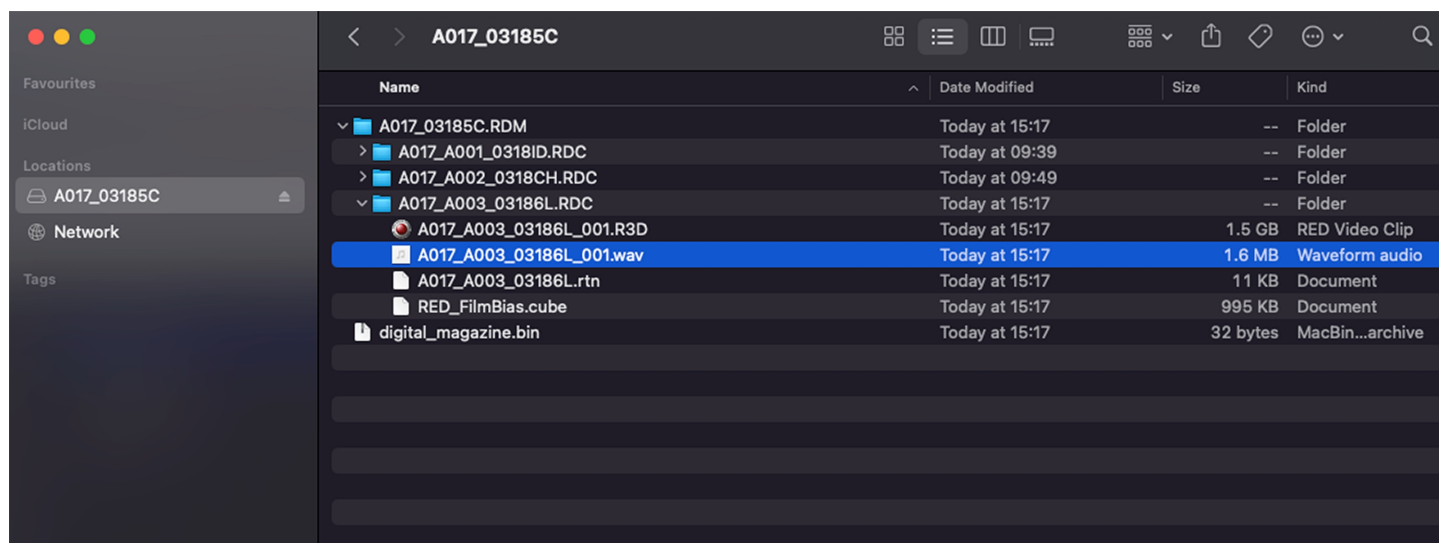 A017_03185C
Favourites
iCloud
Locations
A017_03185C
Network
Tags
Name Date Modified Size Kind
A017_03185C.RDM Today at 15:17 -- Folder
A017_A001_0318ID.RDC Today at 09:39 -- Folder
A017_A002_0318CH.RDC Today at 09:49 -- Folder
A017_A003_03186L.RDC Today at 15:17 -- Folder
A017_A003_03186L_001.R3D Today at 15:17 1.5 GB RED Video Clip
A017_A003_03186L_001.wav Today at 15:17 1.6 MB Waveform audio
A017_A003_03186L.rtn Today at 15:17 11 KB Document
RED_FilmBias.cube Today at 15:17 995 KB Document
digital_magazine.bin Today at 15:17 32 bytes MacBin...archive